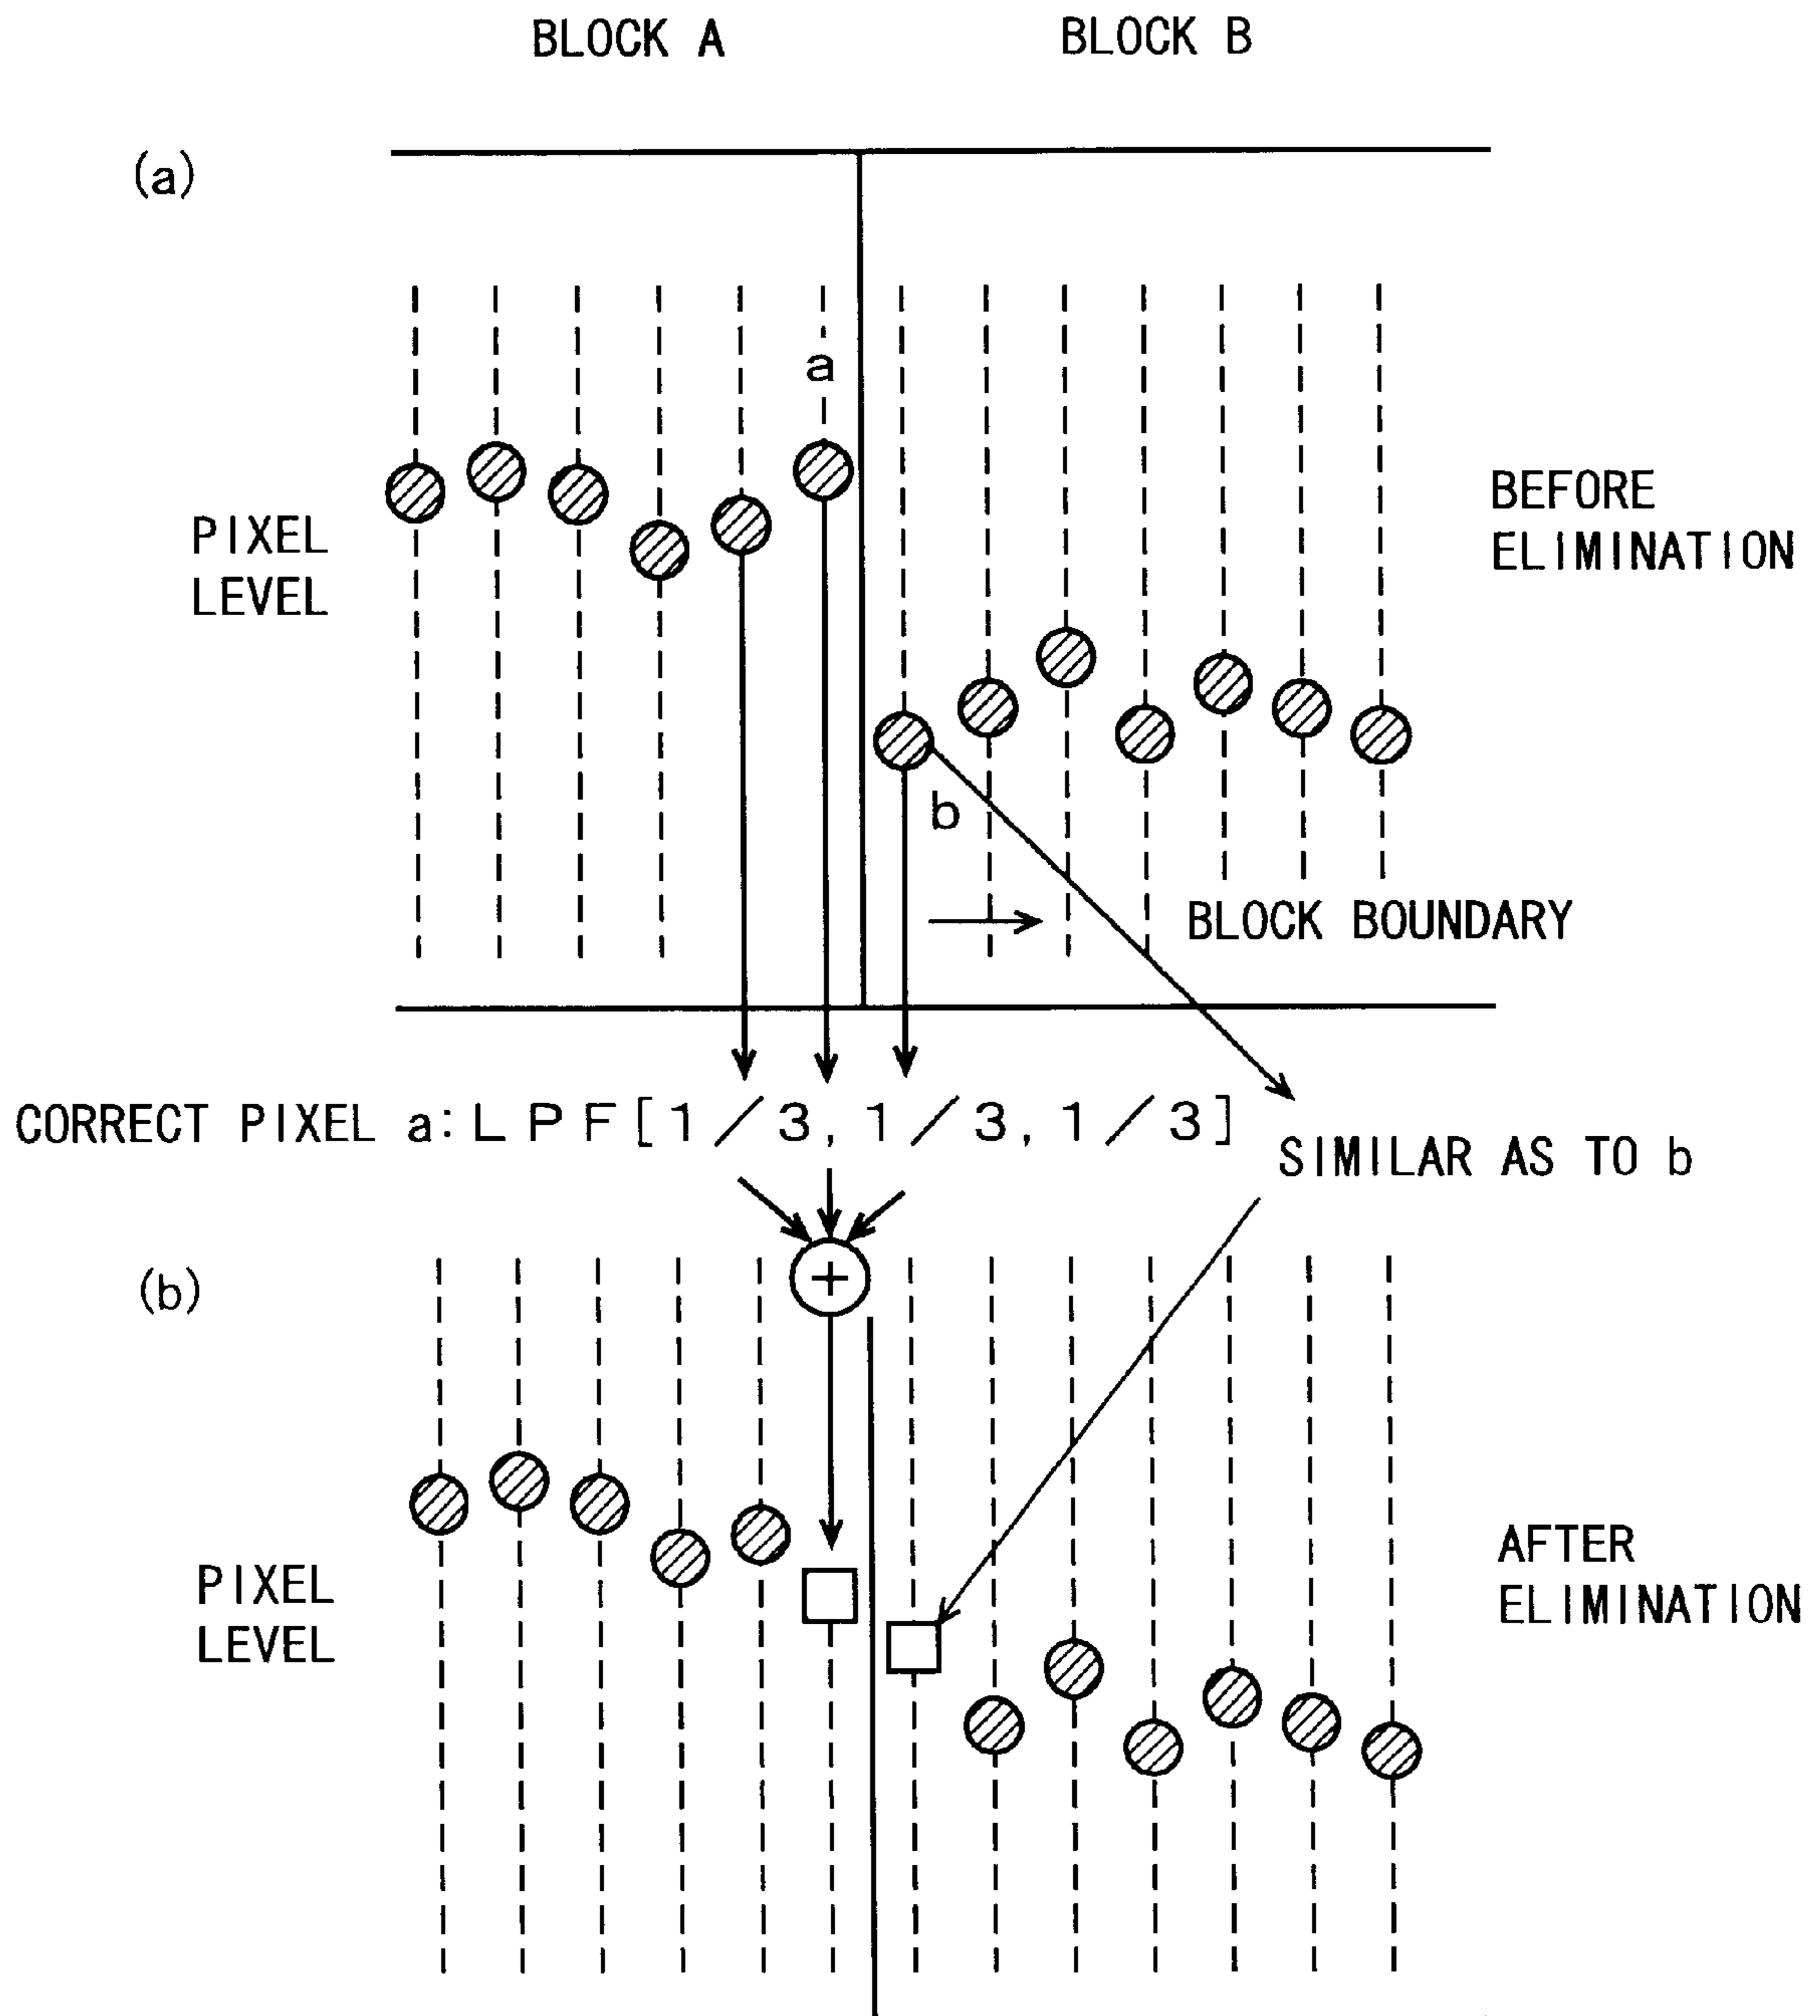 BLOCK A
BLOCK B
(a)
a
PIXEL
LEVEL
BEFORE
ELIMINATION
b
BLOCK BOUNDARY
CORRECT PIXEL a:LPF[1/3,1/3,1/3]
SIMILAR AS TO b
+
(b)
PIXEL
LEVEL
AFTER
ELIMINATION